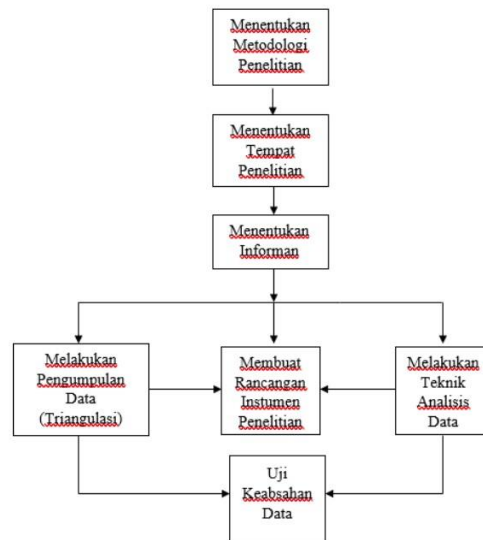 Menentukan
Metodologi
Penelitian
Menentukan
Tempat
Penelitian
Menentukan
Informan
Melakukan
Pengumpulan
Data
(Triangulasi)
Membuat
Rancangan
Instumen
Penelitian
Melakukan
Teknik
Analisis
Data
Uji
Keabsahan
Data